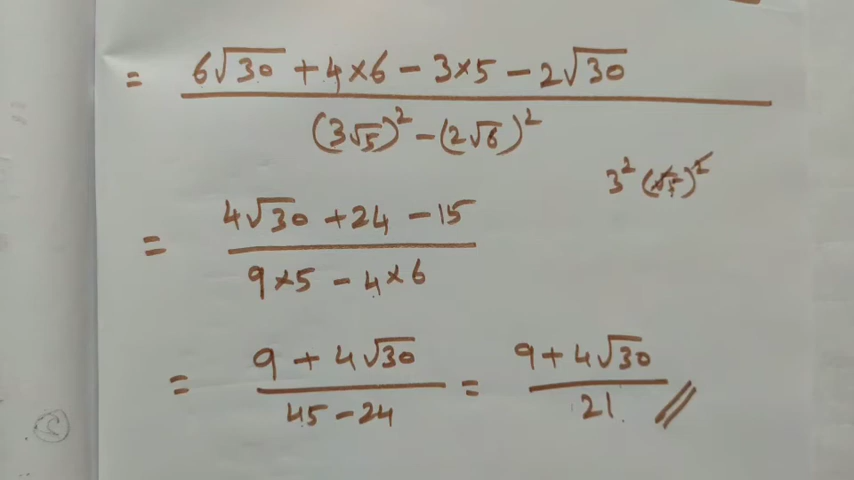 = (6√30 + 4×6 − 3×5 − 2√30) / ((3√5)² − (2√6)²)
3² (√5)²
= (4√30 + 24 − 15) / (9×5 − 4×6)
= (9 + 4√30) / (45 − 24) = (9 + 4√30) / 21 //